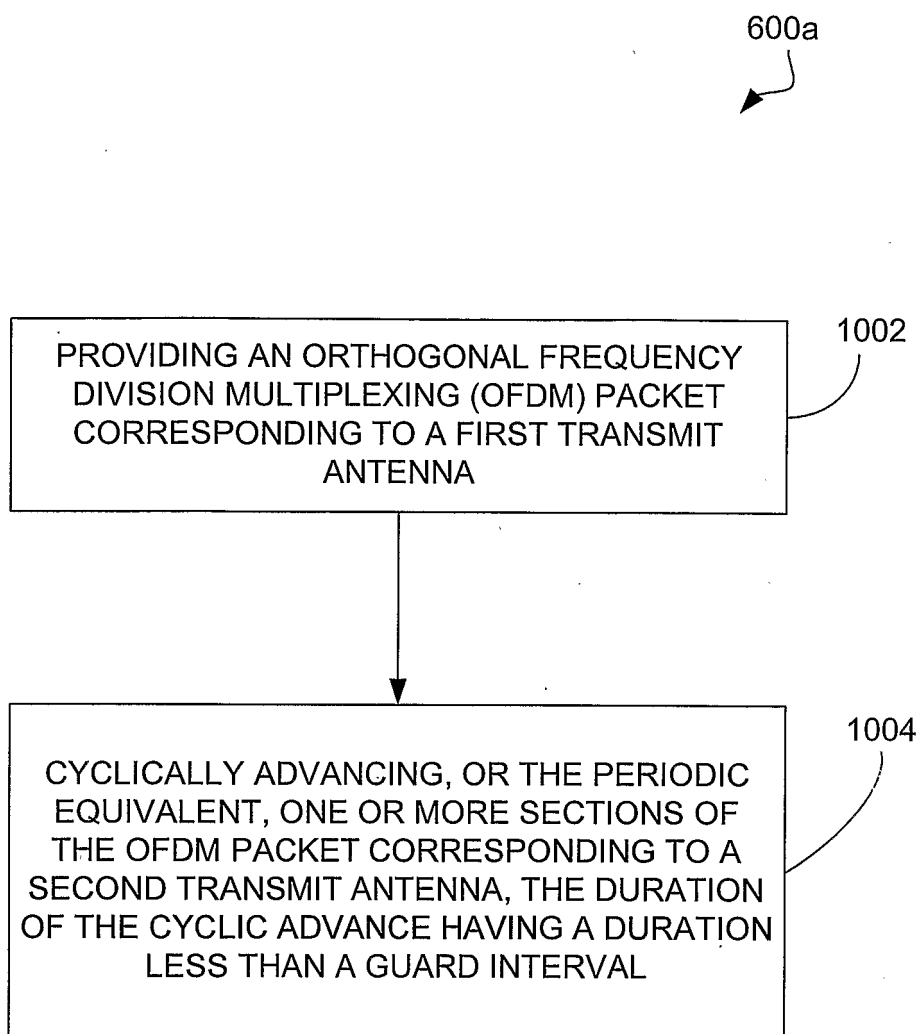 600a
1002
PROVIDING AN ORTHOGONAL FREQUENCY
DIVISION MULTIPLEXING (OFDM) PACKET
CORRESPONDING TO A FIRST TRANSMIT
ANTENNA
1004
CYCLICALLY ADVANCING, OR THE PERIODIC
EQUIVALENT, ONE OR MORE SECTIONS OF
THE OFDM PACKET CORRESPONDING TO A
SECOND TRANSMIT ANTENNA, THE DURATION
OF THE CYCLIC ADVANCE HAVING A DURATION
LESS THAN A GUARD INTERVAL